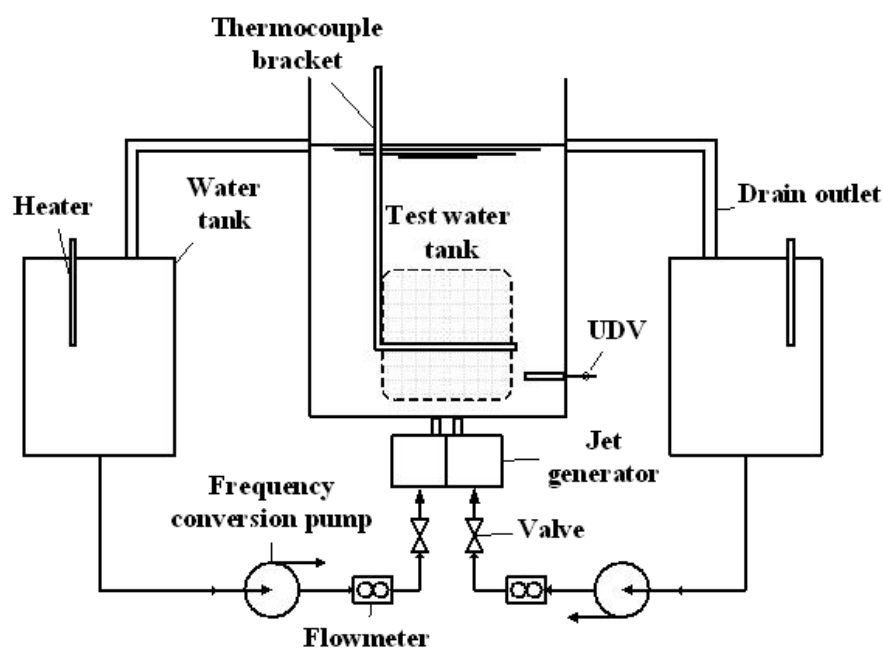 Thermocouple
bracket
Water
tank
Heater
Test water
tank
Drain outlet
UDV
Jet
generator
Frequency
conversion pump
Valve
Flowmeter